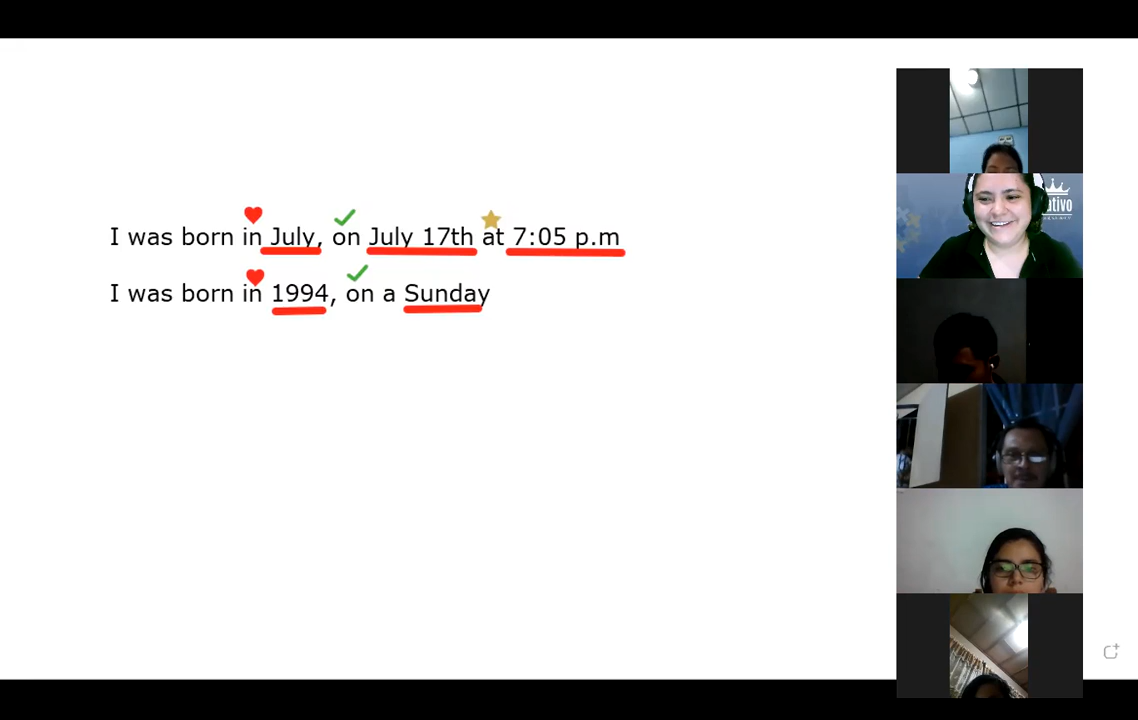 I was born in July, on July 17th at 7:05 p.m
I was born in 1994, on a Sunday